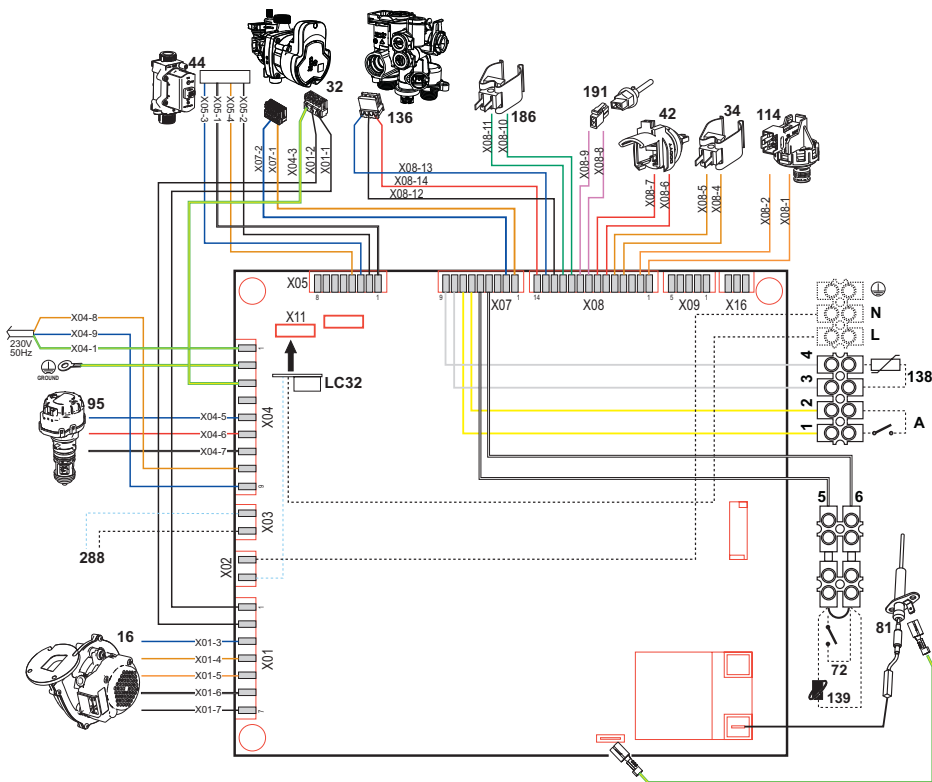 44
32
136
186
191
42
34
114
X05-3
X05-1
X05-4
X05-2
X07-2
X07-1
X04-3
X01-2
X01-1
X08-13
X08-14
X08-12
X08-11
X08-10
X08-9
X08-8
X08-7
X08-6
X08-5
X08-4
X08-2
X08-1
X05
8
1
9
X07
1
14
X08
1
5
X09
1
X16
X11
LC32
N
L
4
3
2
1
138
A
X04-8
X04-9
X04-1
230V
50Hz
GROUND
1
X04
9
95
X04-5
X04-6
X04-7
X03
288
X02
1
X01
7
16
X01-3
X01-4
X01-5
X01-6
X01-7
5
6
72
139
81